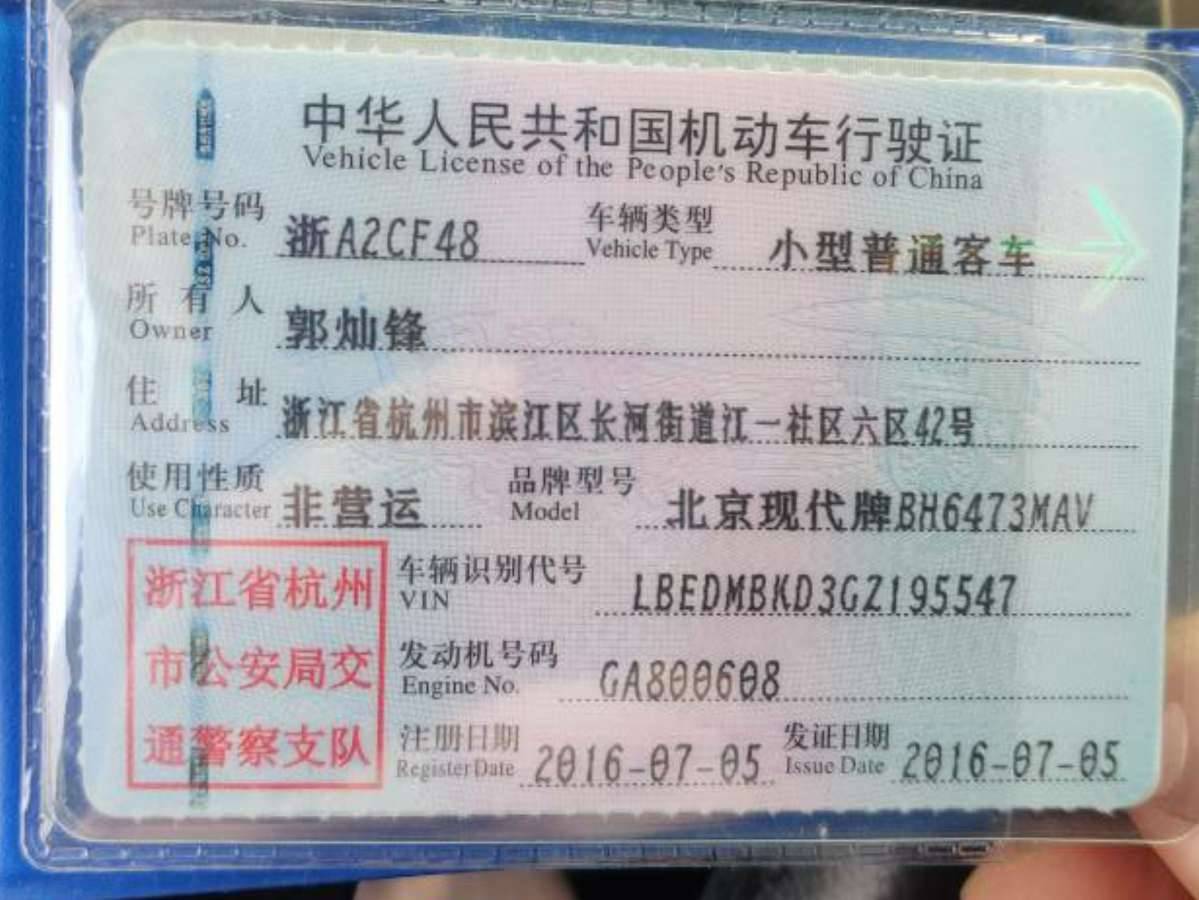 中华人民共和国机动车行驶证
Vehicle License of the People's Republic of China
号牌号码 浙A2CF48 车辆类型 小型普通客车
Plate No. Vehicle Type
所有人 郭灿锋
Owner
住址 浙江省杭州市滨江区长河街道江一社区六区42号
Address
使用性质 非营运 品牌型号 北京现代牌BH6473MAV
Use Character Model
浙江省杭州
市公安局交
通警察支队
车辆识别代号 LBEDMBKD3GZ195547
VIN
发动机号码 GA800608
Engine No.
注册日期 2016-07-05 发证日期 2016-07-05
Register Date Issue Date